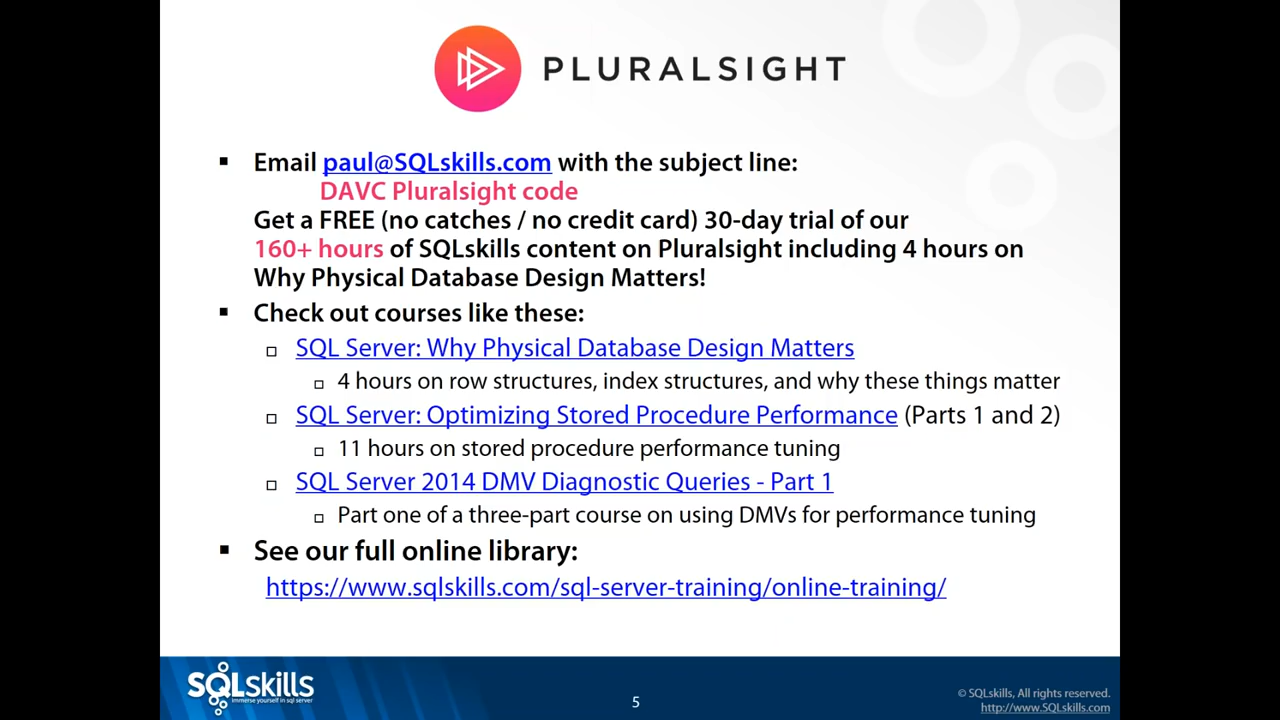 PLURALSIGHT
Email paul@SQLskills.com with the subject line:
DAVC Pluralsight code
Get a FREE (no catches / no credit card) 30-day trial of our
160+ hours of SQLskills content on Pluralsight including 4 hours on
Why Physical Database Design Matters!
Check out courses like these:
SQL Server: Why Physical Database Design Matters
4 hours on row structures, index structures, and why these things matter
SQL Server: Optimizing Stored Procedure Performance (Parts 1 and 2)
11 hours on stored procedure performance tuning
SQL Server 2014 DMV Diagnostic Queries - Part 1
Part one of a three-part course on using DMVs for performance tuning
See our full online library:
https://www.sqlskills.com/sql-server-training/online-training/
SQLskills
immerse yourself in sql server
5
© SQLskills, All rights reserved.
http://www.SQLskills.com